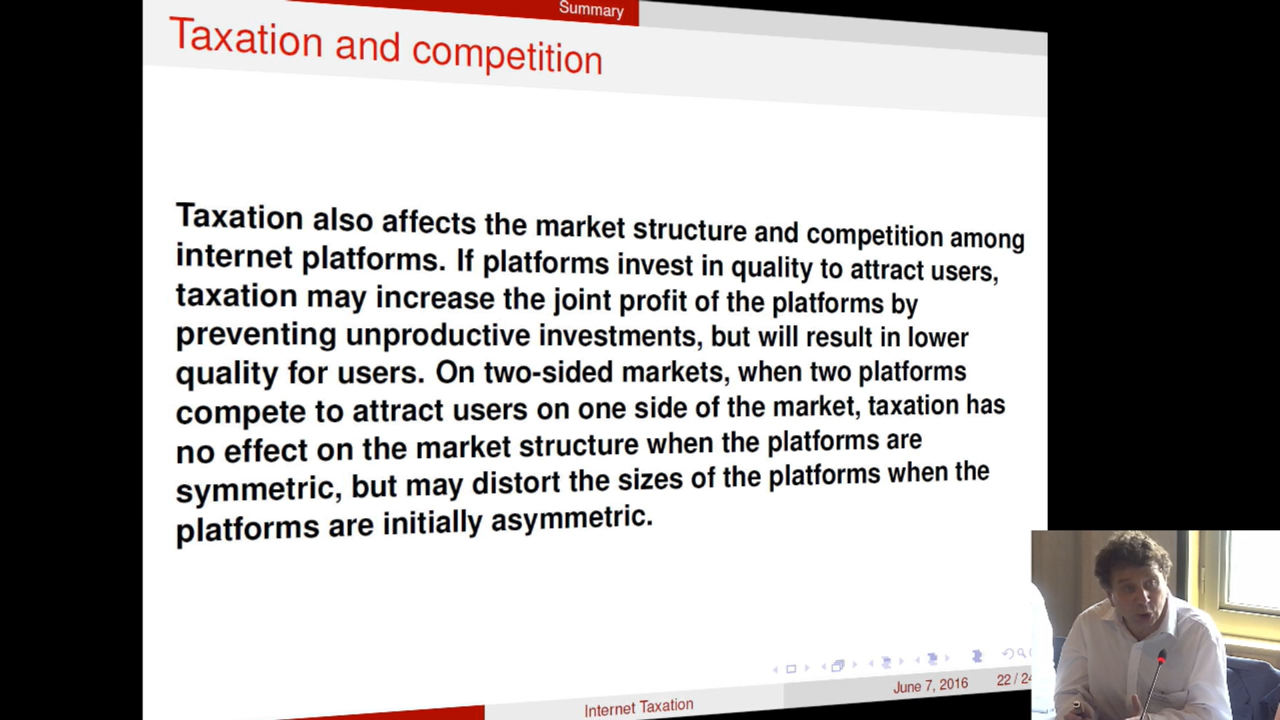 Summary
Taxation and competition
Taxation also affects the market structure and competition among
internet platforms. If platforms invest in quality to attract users,
taxation may increase the joint profit of the platforms by
preventing unproductive investments, but will result in lower
quality for users. On two-sided markets, when two platforms
compete to attract users on one side of the market, taxation has
no effect on the market structure when the platforms are
symmetric, but may distort the sizes of the platforms when the
platforms are initially asymmetric.
Internet Taxation
June 7, 2016
22 / 24